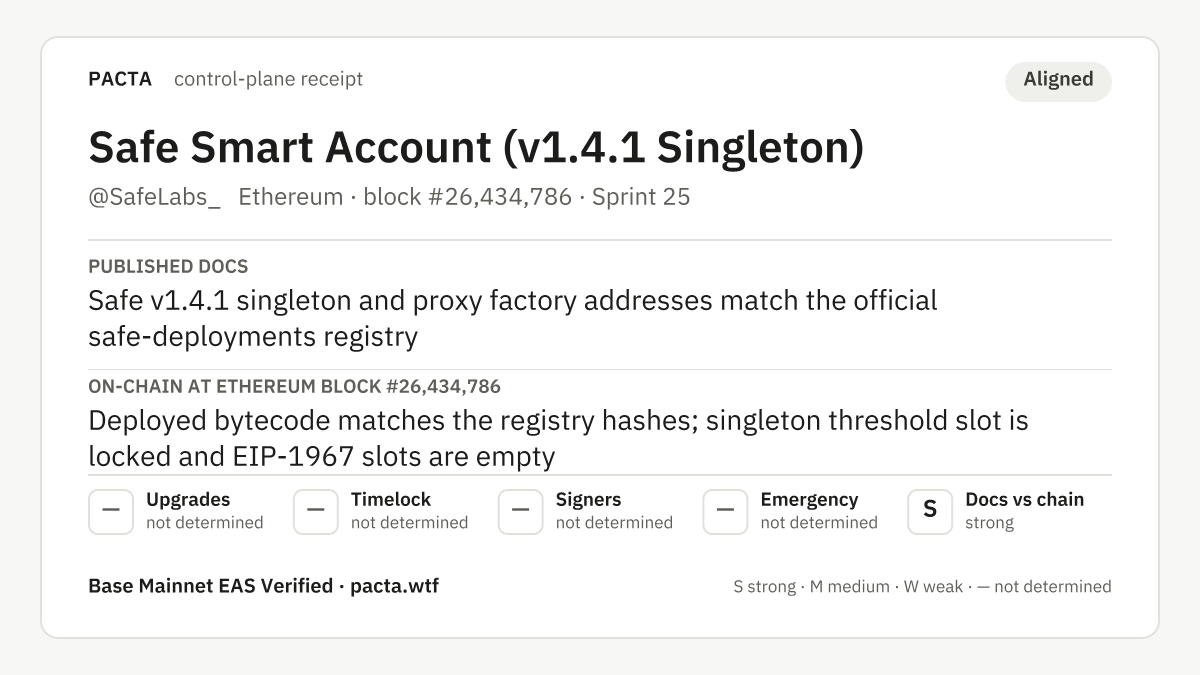 PACTA control-plane receipt
Aligned
Safe Smart Account (v1.4.1 Singleton)
@SafeLabs_ Ethereum · block #26,434,786 · Sprint 25
PUBLISHED DOCS
Safe v1.4.1 singleton and proxy factory addresses match the official
safe-deployments registry
ON-CHAIN AT ETHEREUM BLOCK #26,434,786
Deployed bytecode matches the registry hashes; singleton threshold slot is
locked and EIP-1967 slots are empty
— Upgrades
not determined
— Timelock
not determined
— Signers
not determined
— Emergency
not determined
S Docs vs chain
strong
Base Mainnet EAS Verified · pacta.wtf
S strong · M medium · W weak · — not determined